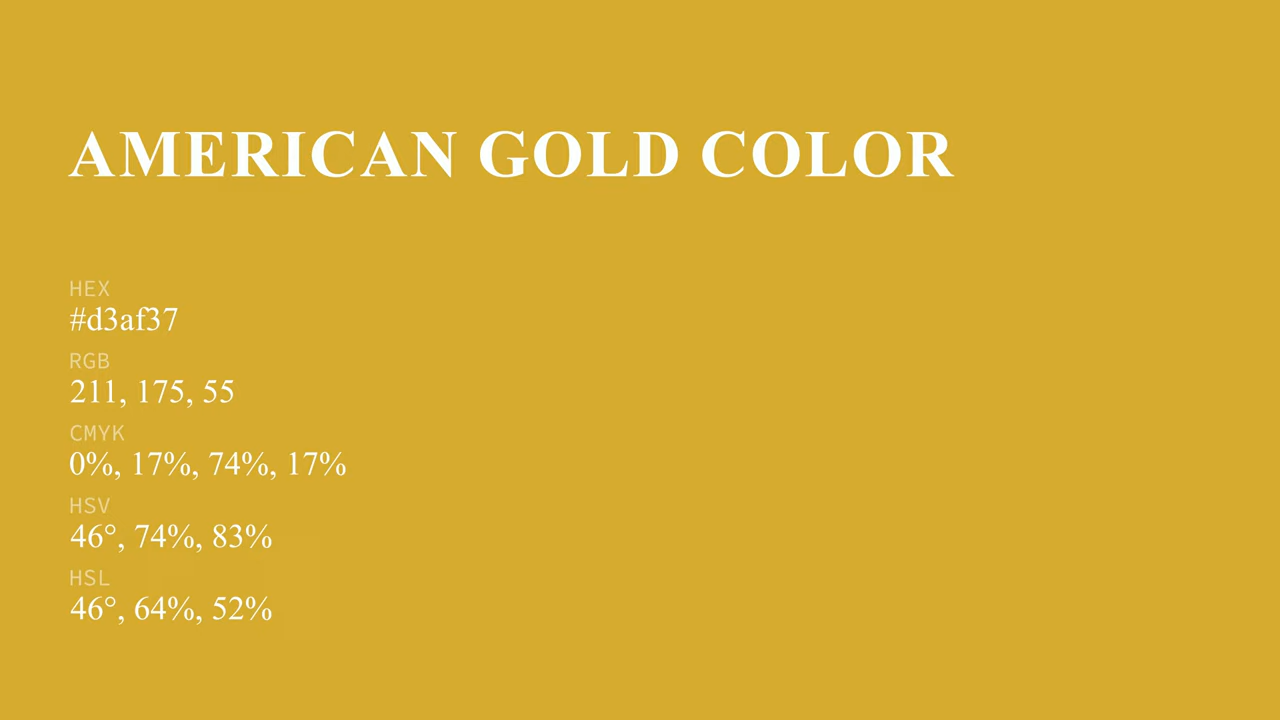 AMERICAN GOLD COLOR
HEX
#d3af37
RGB
211, 175, 55
CMYK
0%, 17%, 74%, 17%
HSV
46°, 74%, 83%
HSL
46°, 64%, 52%